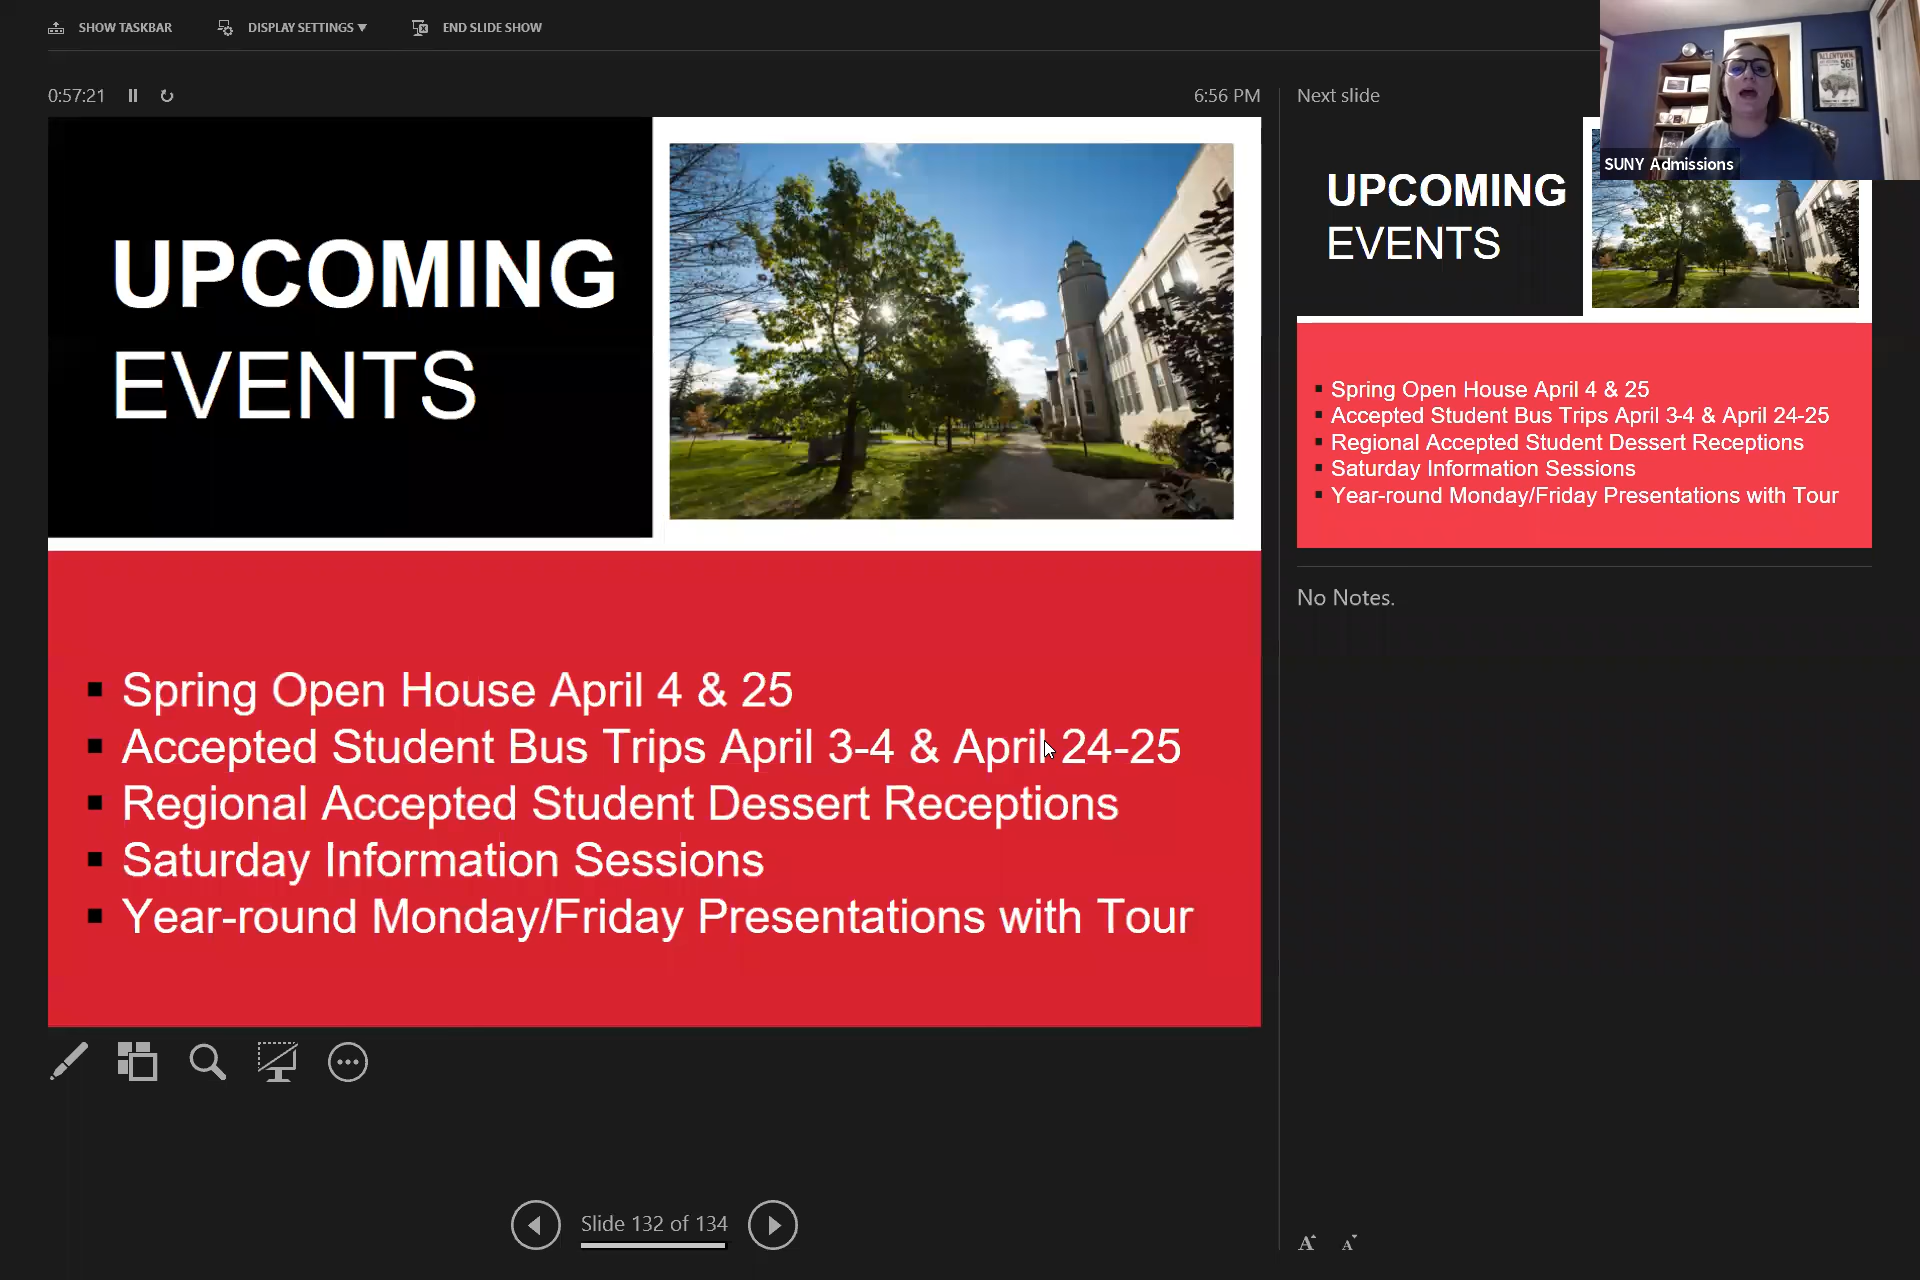 SHOW TASKBAR
DISPLAY SETTINGS
END SLIDE SHOW
0:57:21
6:56 PM
Next slide
UPCOMING
EVENTS
Spring Open House April 4 & 25
Accepted Student Bus Trips April 3-4 & April 24-25
Regional Accepted Student Dessert Receptions
Saturday Information Sessions
Year-round Monday/Friday Presentations with Tour
ALLENTOWN
56
SUNY Admissions
UPCOMING
EVENTS
Spring Open House April 4 & 25
Accepted Student Bus Trips April 3-4 & April 24-25
Regional Accepted Student Dessert Receptions
Saturday Information Sessions
Year-round Monday/Friday Presentations with Tour
No Notes.
Slide 132 of 134
A A